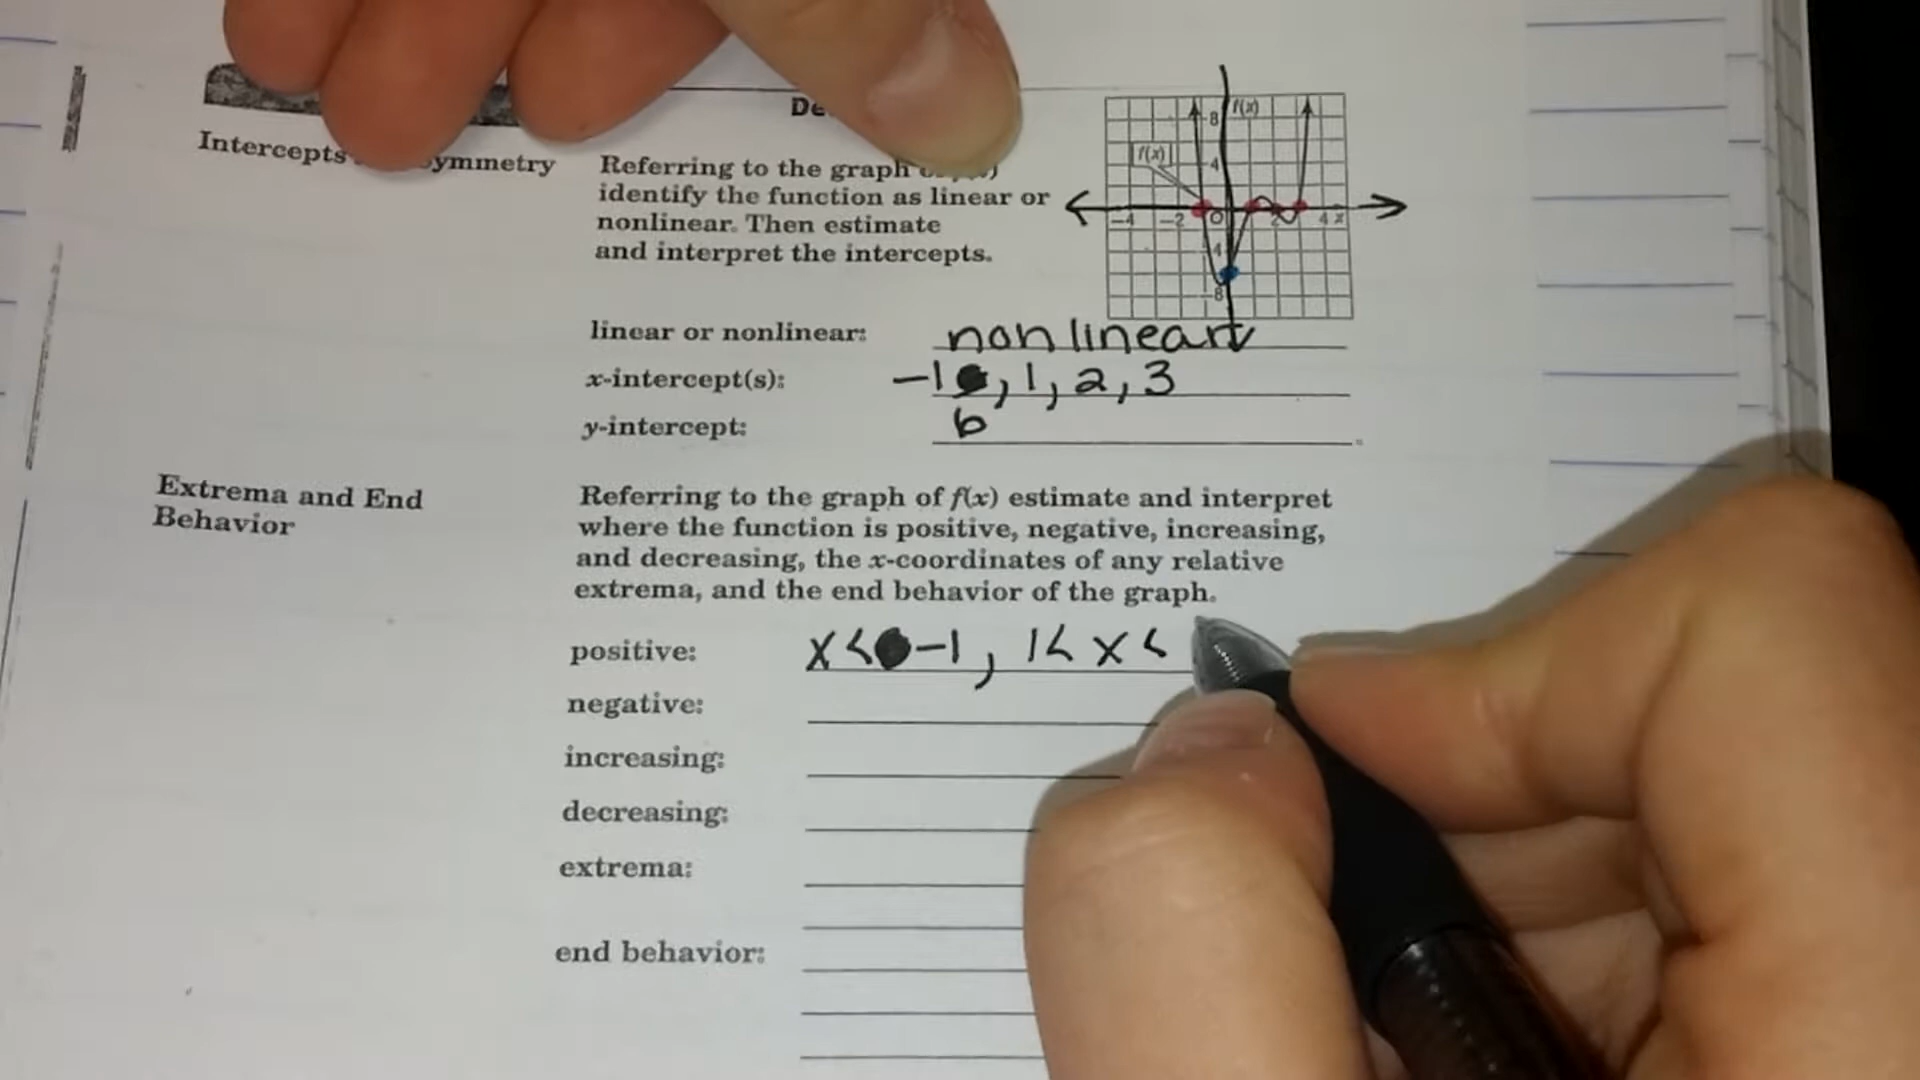 De
Intercepts ymmetry
Referring to the graph
identify the function as linear or
nonlinear. Then estimate
and interpret the intercepts.
8 f(x)
f(x) 4
-4 -2 O 2 4 x
4
8
linear or nonlinear: nonlinear
x-intercept(s): -1, 1, 2, 3
y-intercept: 6
Extrema and End
Behavior
Referring to the graph of f(x) estimate and interpret
where the function is positive, negative, increasing,
and decreasing, the x-coordinates of any relative
extrema, and the end behavior of the graph.
positive: x<-1, 1< x <
negative:
increasing:
decreasing:
extrema:
end behavior: